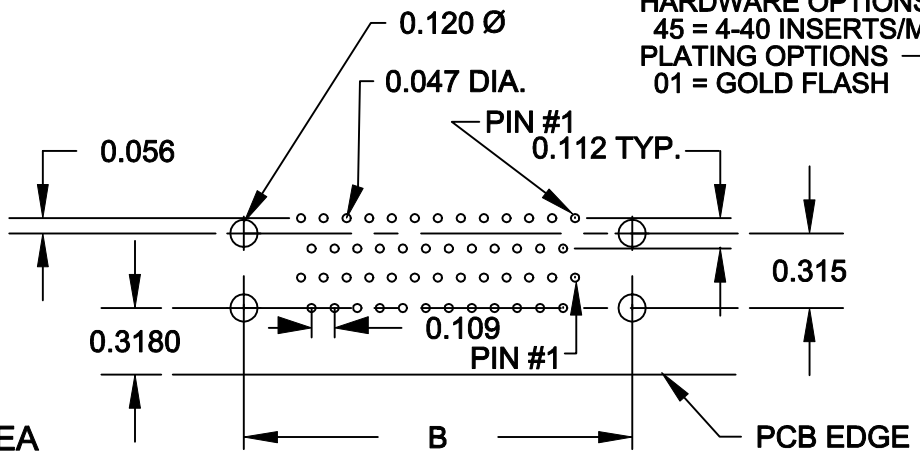 HARDWARE OPTIONS
45 = 4-40 INSERTS/M
PLATING OPTIONS
01 = GOLD FLASH
0.120 Ø
0.047 DIA.
PIN #1
0.056
0.112 TYP.
0.315
0.3180
0.109
PIN #1
EA
B
PCB EDGE